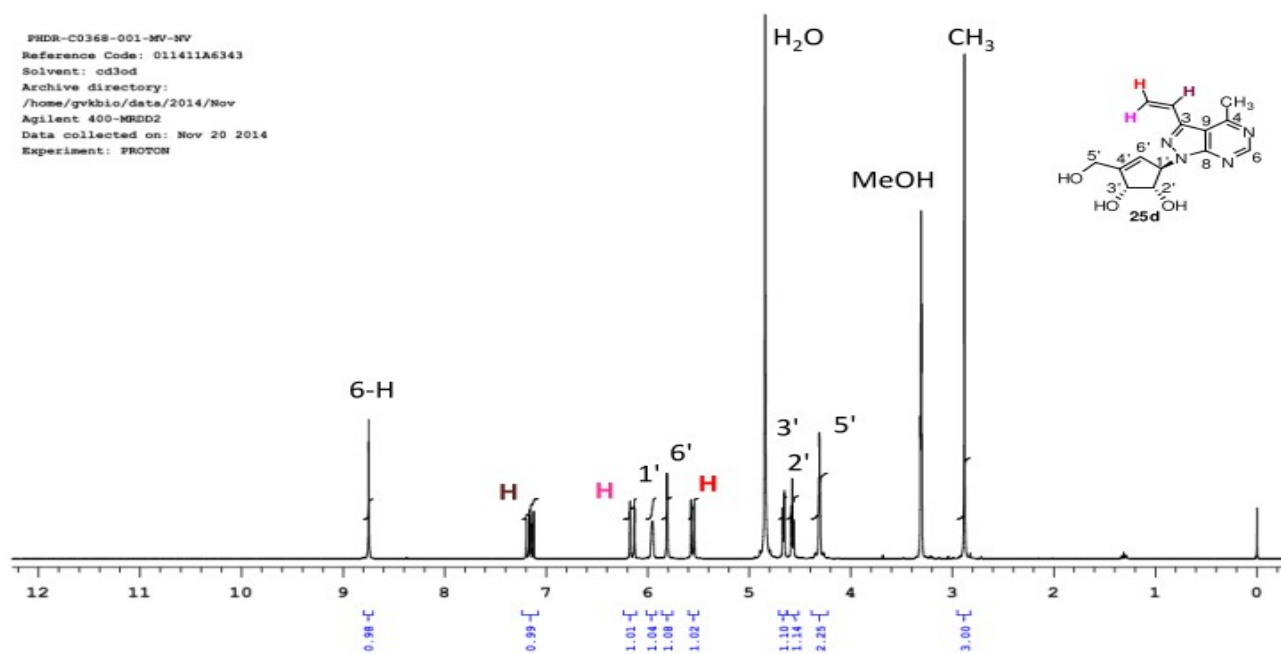 PHDR-C0368-001-MV-NV
Reference Code: 011411A6343
Solvent: cd3od
Archive directory:
/home/gvkbio/data/2014/Nov
Agilent 400-MRDD2
Data collected on: Nov 20 2014
Experiment: PROTON
H₂O
CH₃
MeOH
H
H
H
CH₃
3
9
4
N
N
N
N
8
6
5'
4'
6'
1'
HO
3'
2'
HO
OH
25d
6-H
H
H
1'
6'
H
3'
2'
5'
12 11 10 9 8 7 6 5 4 3 2 1 0
0.98 0.99 1.01 1.04 1.08 1.02 1.10 1.14 2.25 3.00